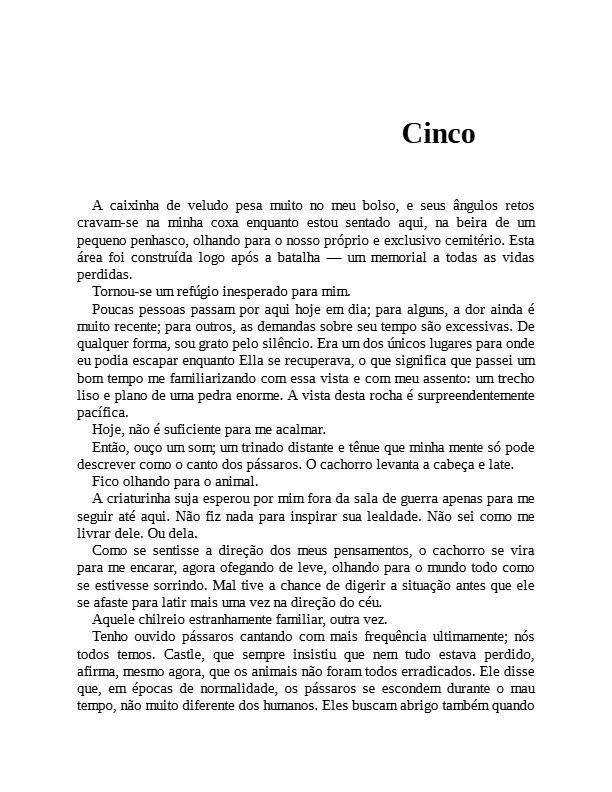 Cinco
A caixinha de veludo pesa muito no meu bolso, e seus ângulos retos
cravam-se na minha coxa enquanto estou sentado aqui, na beira de um
pequeno penhasco, olhando para o nosso próprio e exclusivo cemitério. Esta
área foi construída logo após a batalha — um memorial a todas as vidas
perdidas.
Tornou-se um refúgio inesperado para mim.
Poucas pessoas passam por aqui hoje em dia; para alguns, a dor ainda é
muito recente; para outros, as demandas sobre seu tempo são excessivas. De
qualquer forma, sou grato pelo silêncio. Era um dos únicos lugares para onde
eu podia escapar enquanto Ella se recuperava, o que significa que passei um
bom tempo me familiarizando com essa vista e com meu assento: um trecho
liso e plano de uma pedra enorme. A vista desta rocha é surpreendentemente
pacífica.
Hoje, não é suficiente para me acalmar.
Então, ouço um som; um trinado distante e tênue que minha mente só pode
descrever como o canto dos pássaros. O cachorro levanta a cabeça e late.
Fico olhando para o animal.
A criaturinha suja esperou por mim fora da sala de guerra apenas para me
seguir até aqui. Não fiz nada para inspirar sua lealdade. Não sei como me
livrar dele. Ou dela.
Como se sentisse a direção dos meus pensamentos, o cachorro se vira
para me encarar, agora ofegando de leve, olhando para o mundo todo como
se estivesse sorrindo. Mal tive a chance de digerir a situação antes que ele
se afaste para latir mais uma vez na direção do céu.
Aquele chilreio estranhamente familiar, outra vez.
Tenho ouvido pássaros cantando com mais frequência ultimamente; nós
todos temos. Castle, que sempre insistiu que nem tudo estava perdido,
afirma, mesmo agora, que os animais não foram todos erradicados. Ele disse
que, em épocas de normalidade, os pássaros se escondem durante o mau
tempo, não muito diferente dos humanos. Eles buscam abrigo também quando